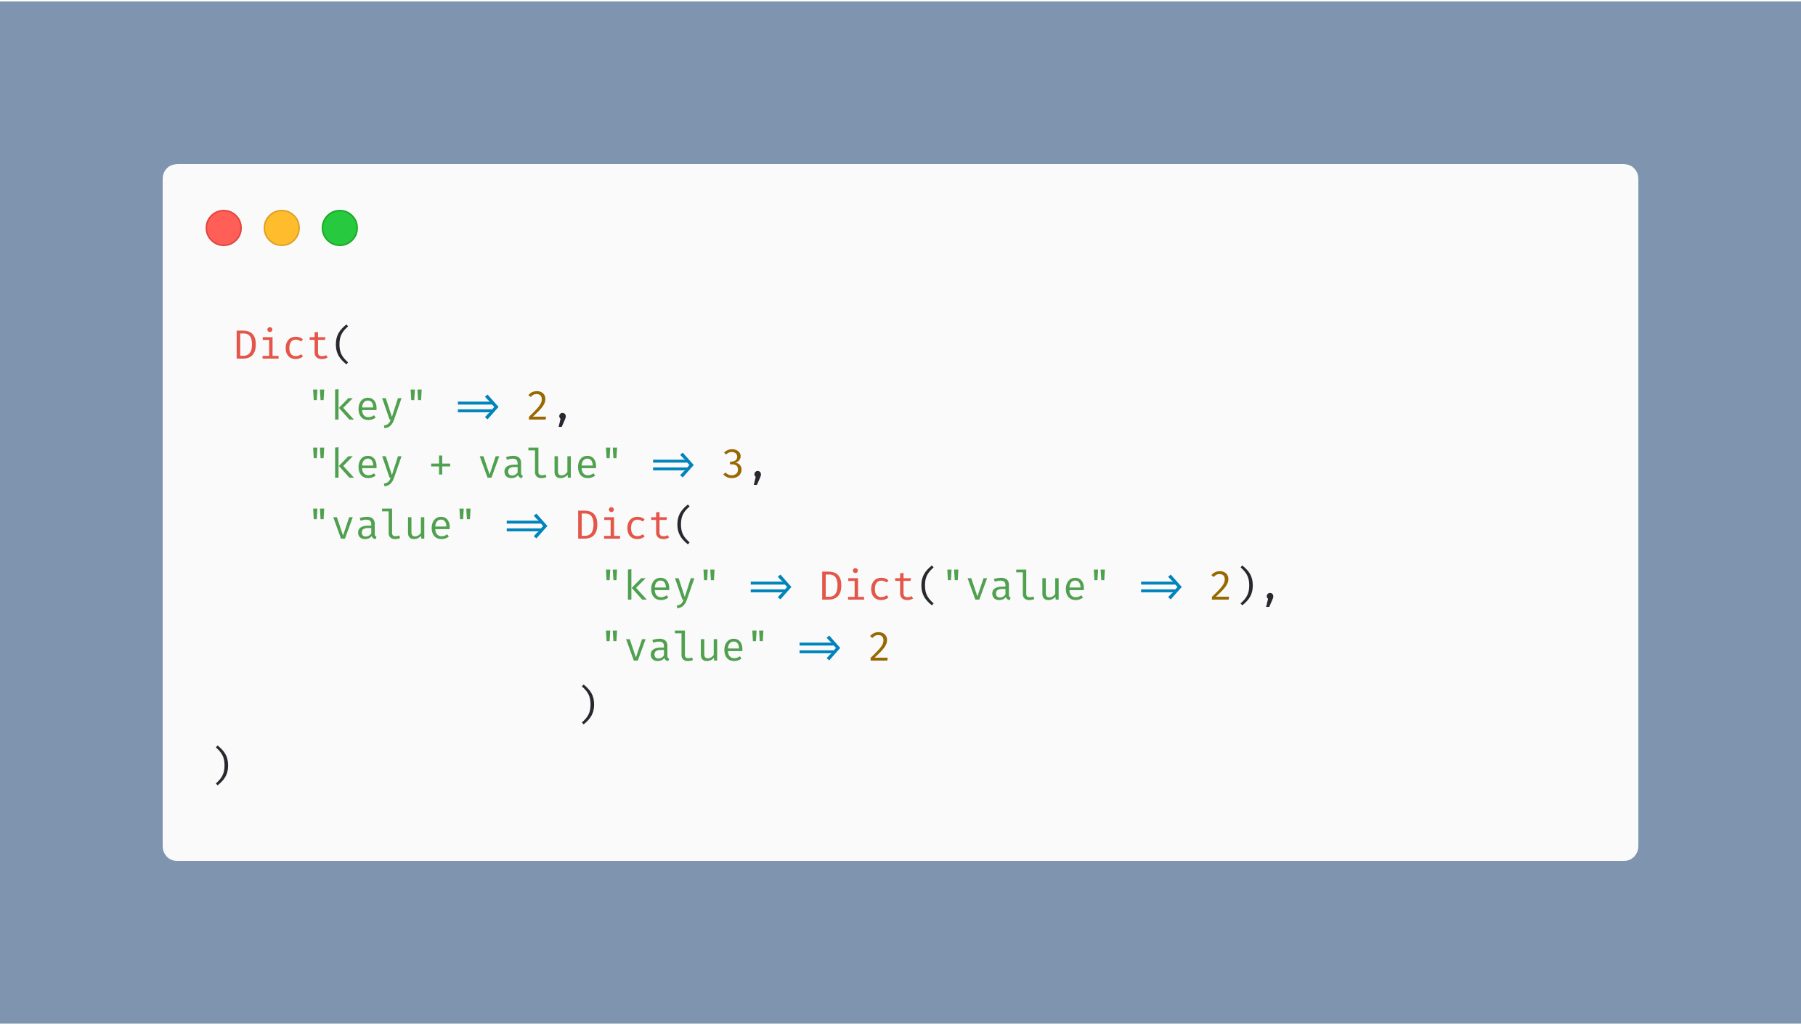 Dict(
"key" => 2,
"key + value" => 3,
"value" => Dict(
"key" => Dict("value" => 2),
"value" => 2
)
)